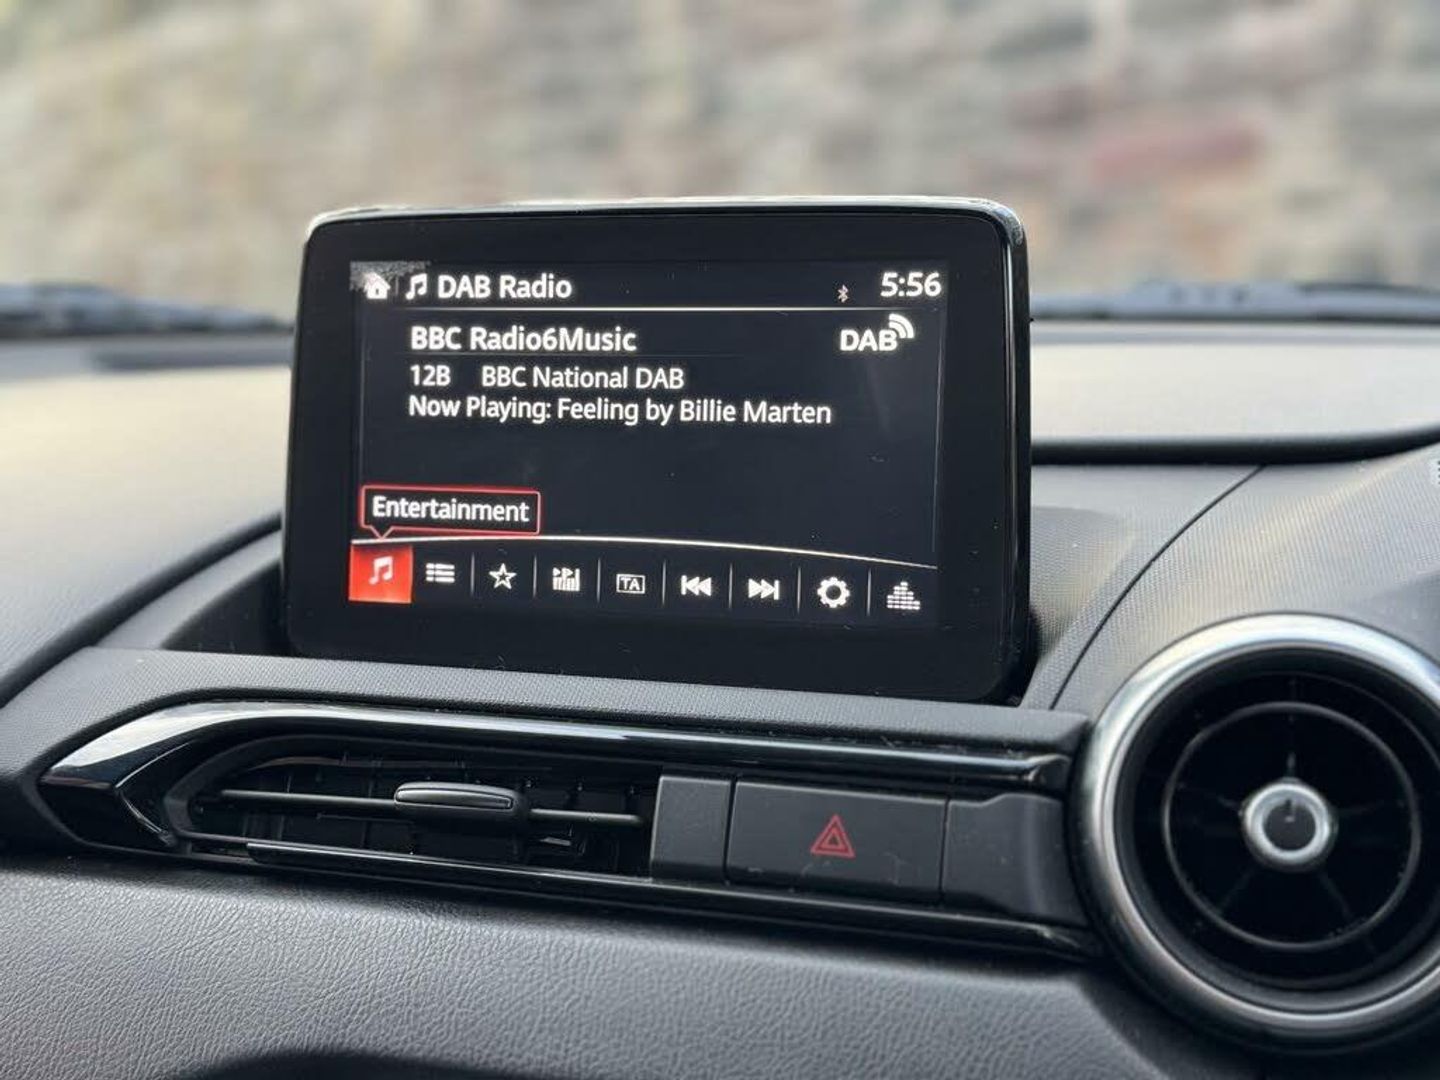 DAB Radio 5:56
BBC Radio6Music DAB
12B BBC National DAB
Now Playing: Feeling by Billie Marten
Entertainment
TA